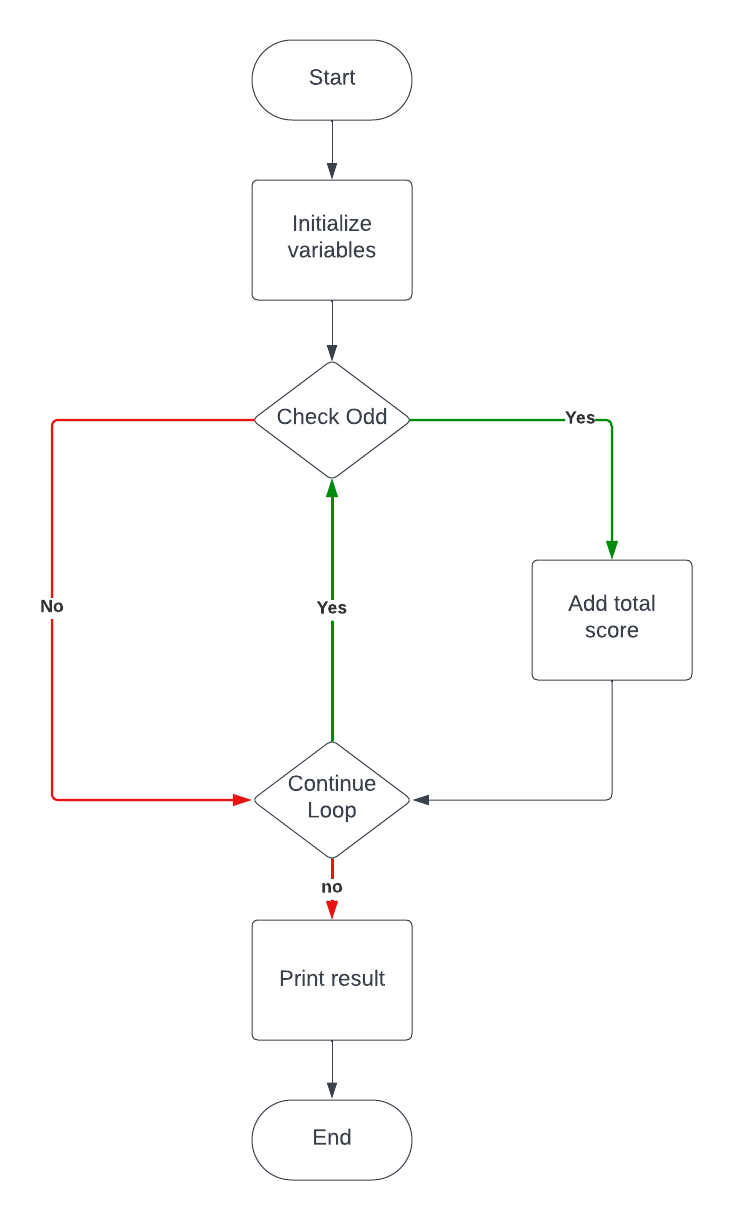 Start
Initialize
variables
Check Odd
Yes
No
Yes
Add total
score
Continue
Loop
no
Print result
End